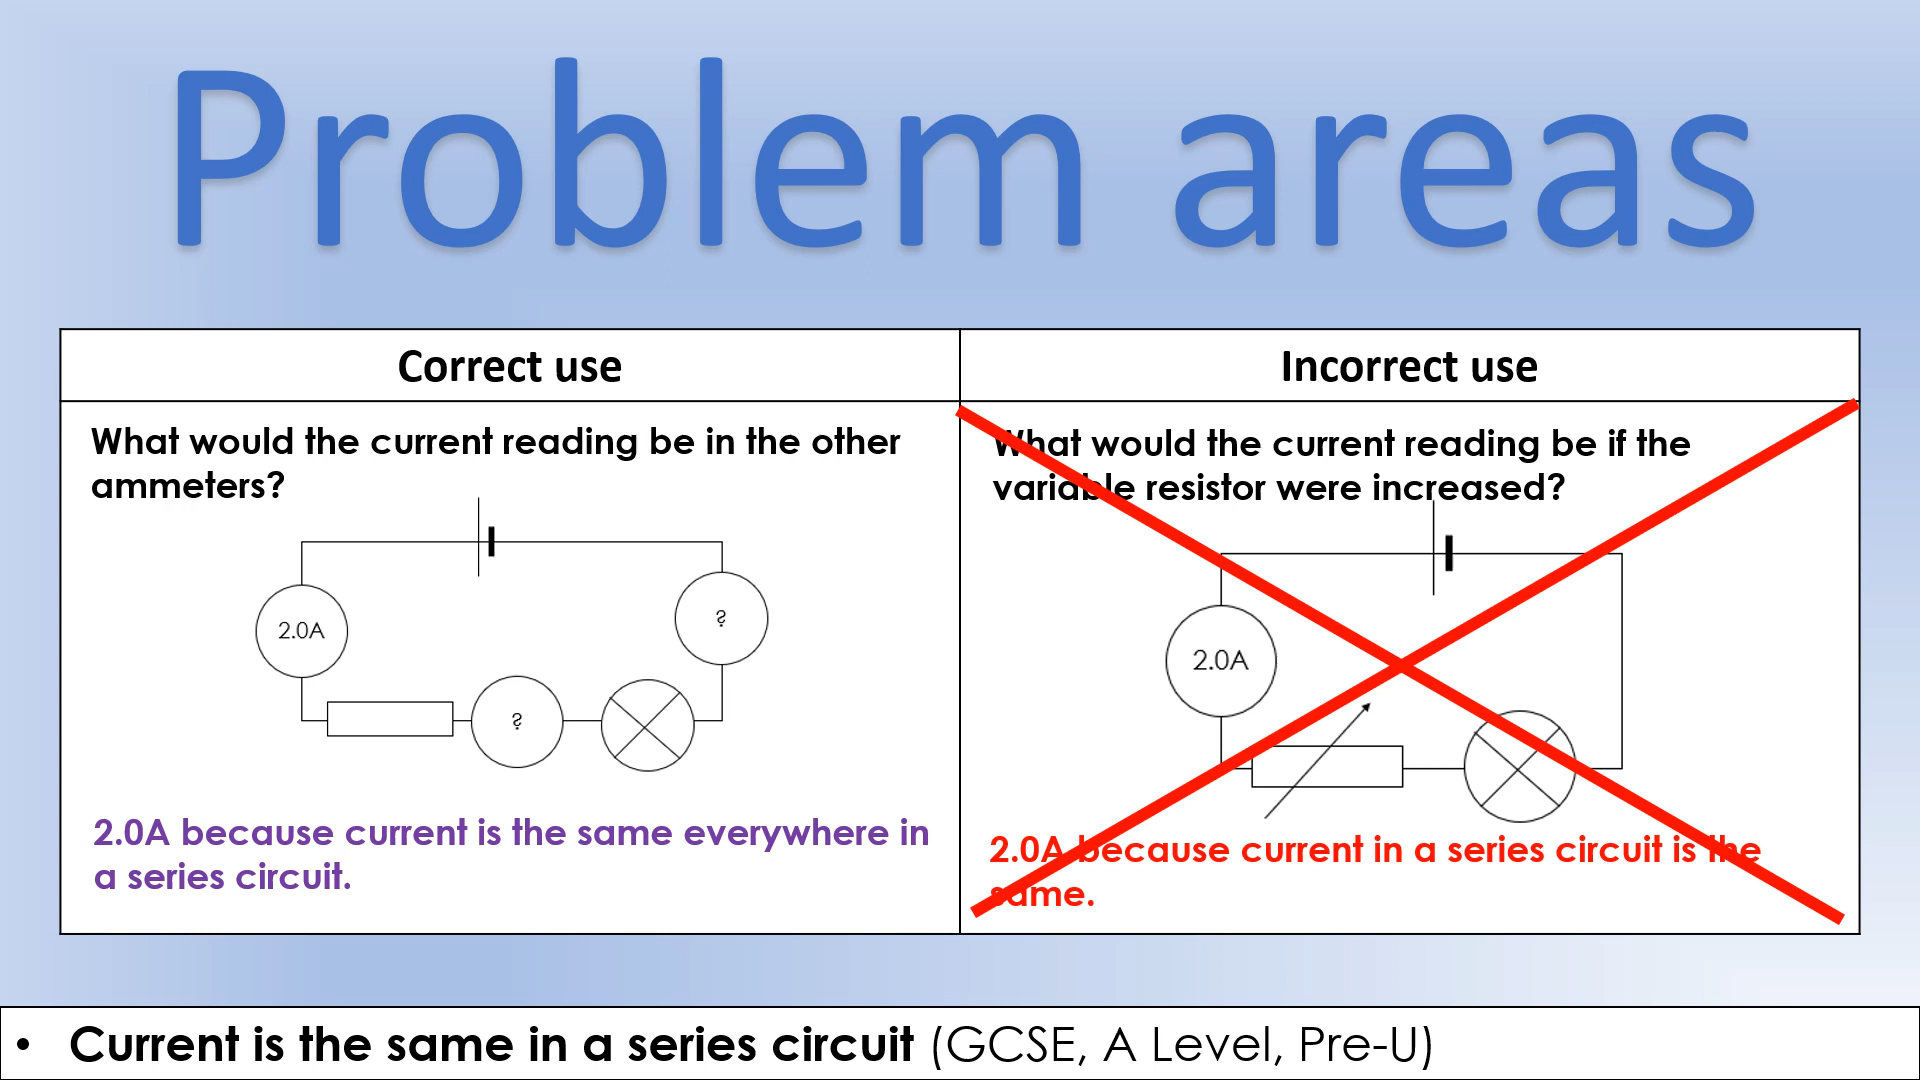 Problem areas
Correct use
Incorrect use
What would the current reading be in the other
ammeters?
2.0A
?
?
2.0A because current is the same everywhere in
a series circuit.
What would the current reading be if the
variable resistor were increased?
2.0A
2.0A because current in a series circuit is the
same.
• Current is the same in a series circuit (GCSE, A Level, Pre-U)